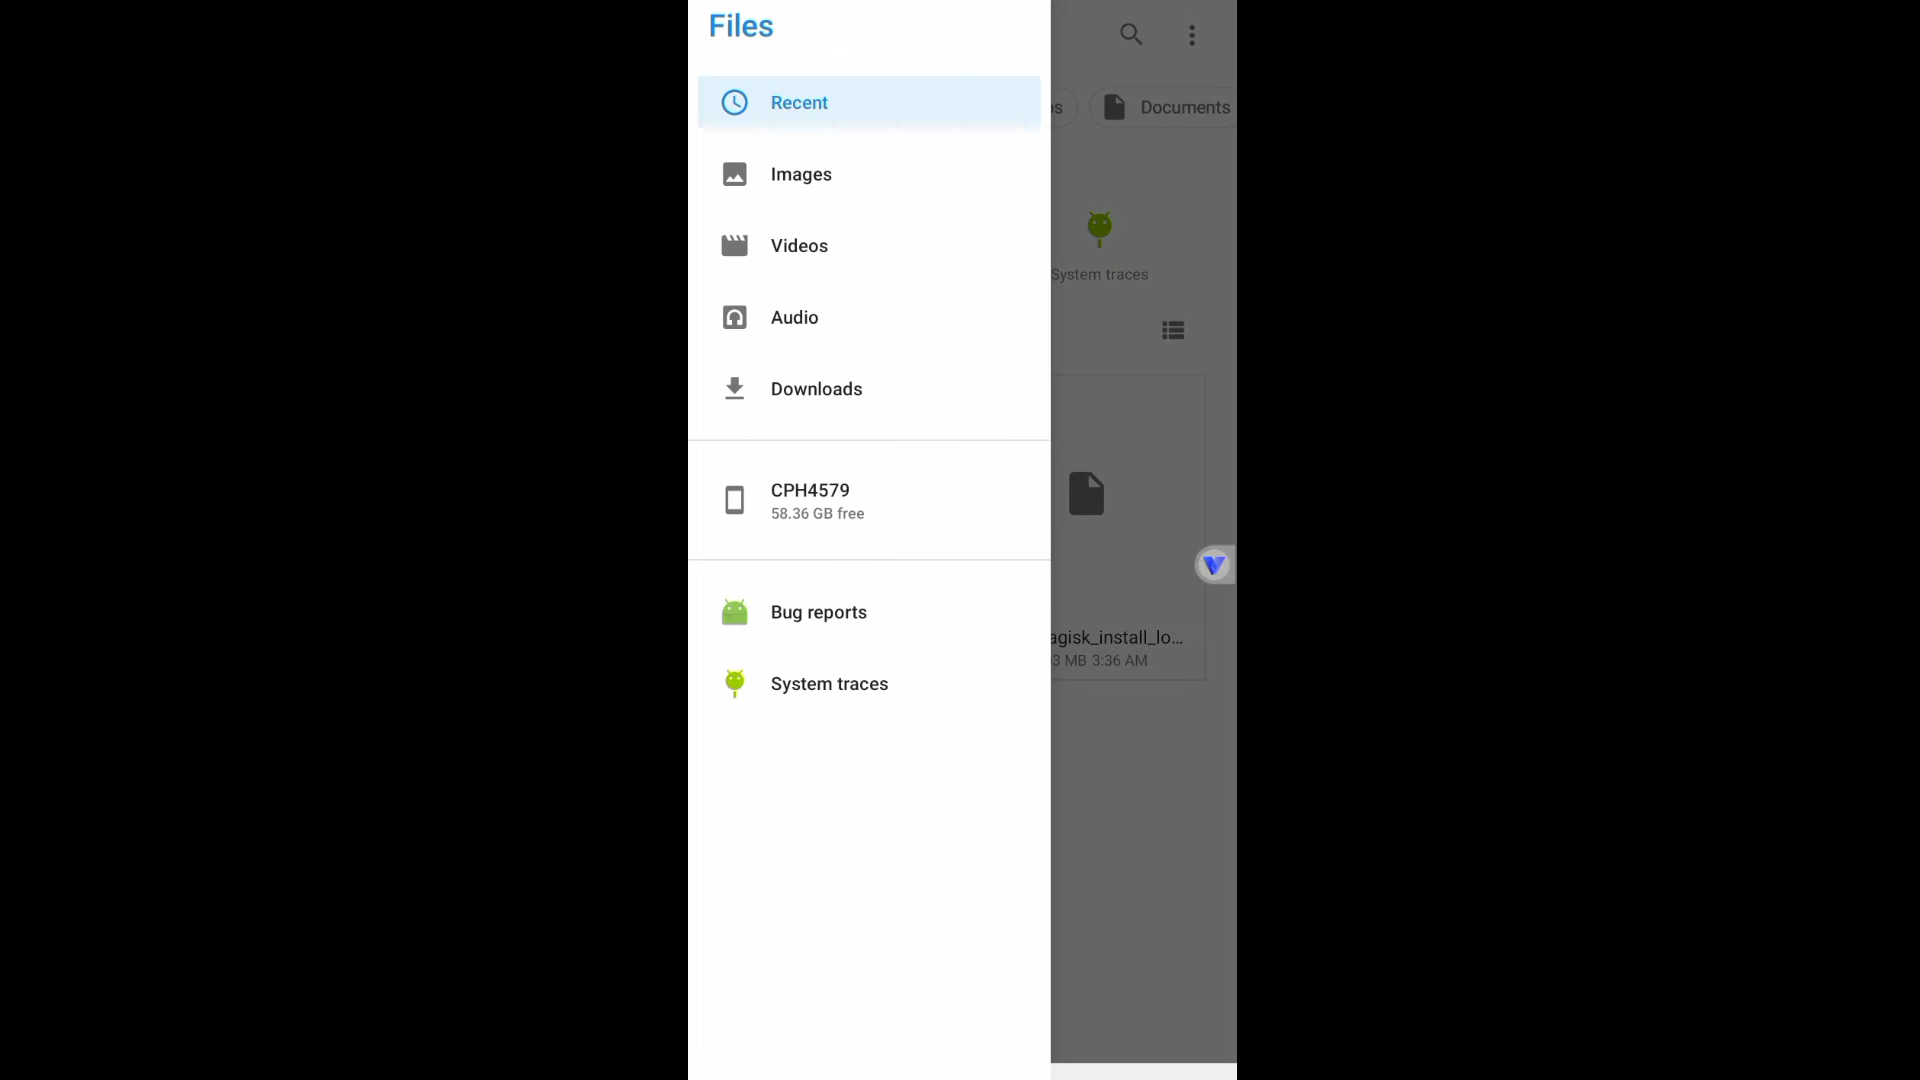 Files
Recent
Images
Videos
Audio
Downloads
CPH4579
58.36 GB free
Bug reports
System traces
Documents
System traces
agisk_install_lo...
3 MB 3:36 AM